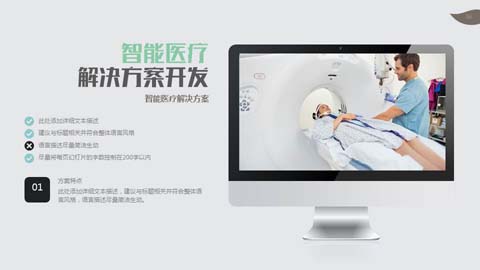 智能医疗
解决方案开发
智能医疗解决方案
此处添加详细文本描述
建议与标题相关并符合整体语言风格
语言描述尽量简洁生动
尽量将每页幻灯片的字数控制在200字以内
01
方案特点
此处添加详细文本描述，建议与标题相关并符合整体语
言风格，语言描述尽量简洁生动。